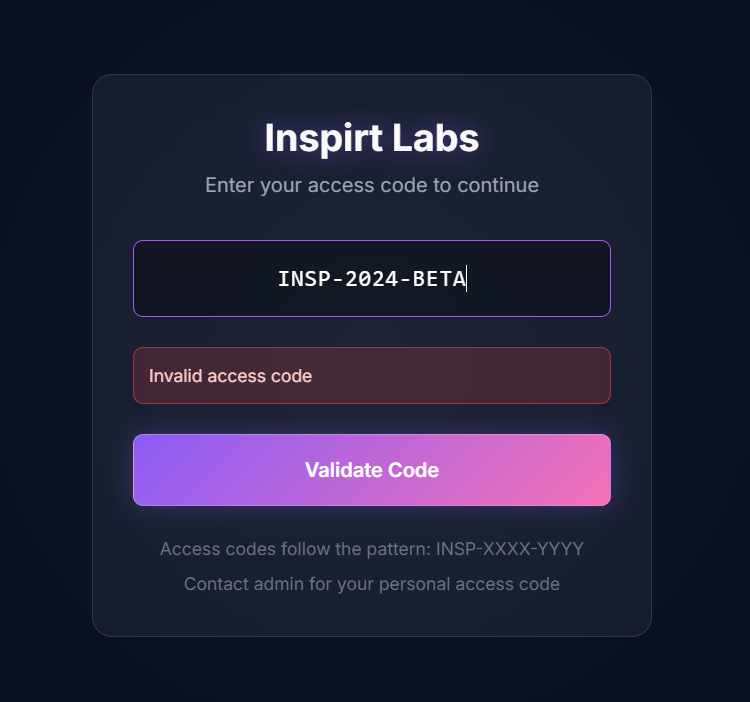 Inspirt Labs
Enter your access code to continue
INSP-2024-BETA
Invalid access code
Validate Code
Access codes follow the pattern: INSP-XXXX-YYYY
Contact admin for your personal access code